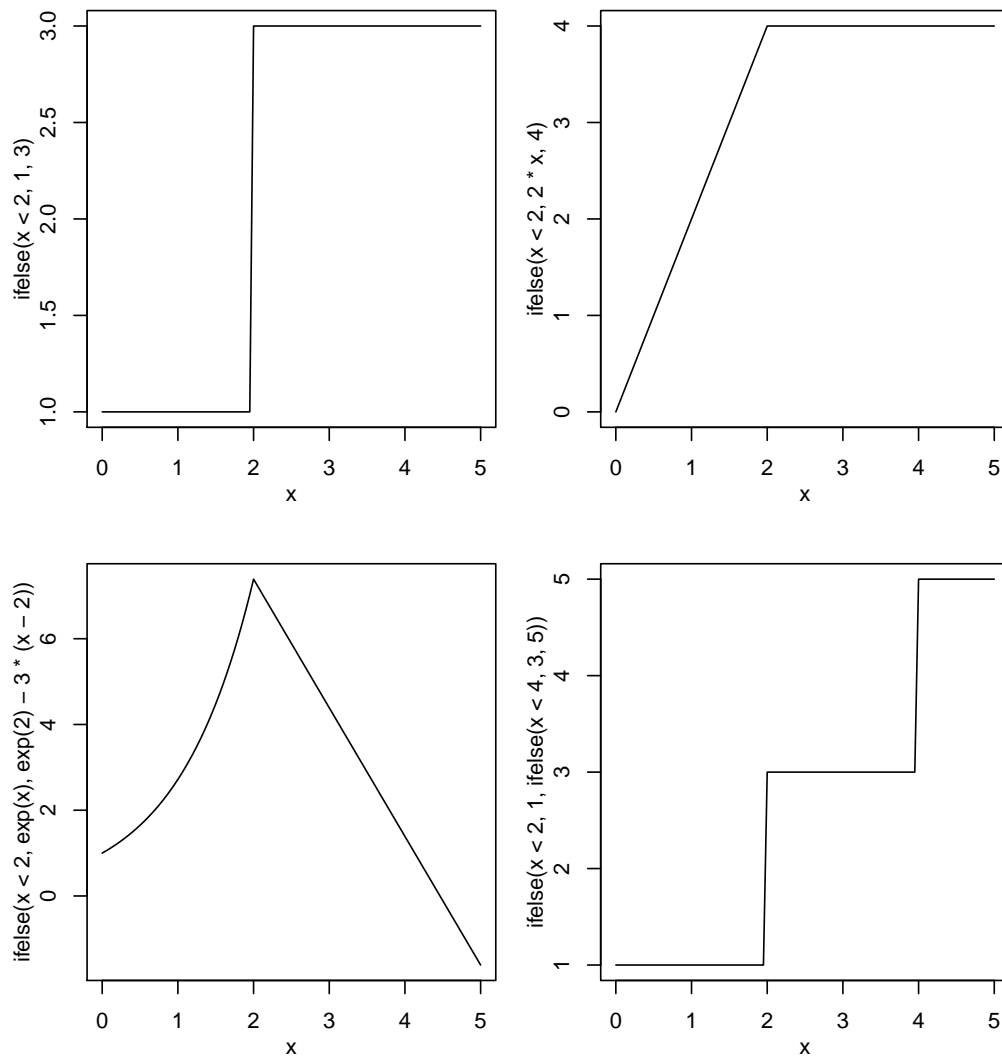 ifelse(x < 2, 1, 3)
3.0
2.5
2.0
1.5
1.0
0 1 2 3 4 5
x
ifelse(x < 2, 2 * x, 4)
4
3
2
1
0
0 1 2 3 4 5
x
ifelse(x < 2, exp(x), exp(2) − 3 * (x − 2))
6
4
2
0
0 1 2 3 4 5
x
ifelse(x < 2, 1, ifelse(x < 4, 3, 5))
5
4
3
2
1
0 1 2 3 4 5
x